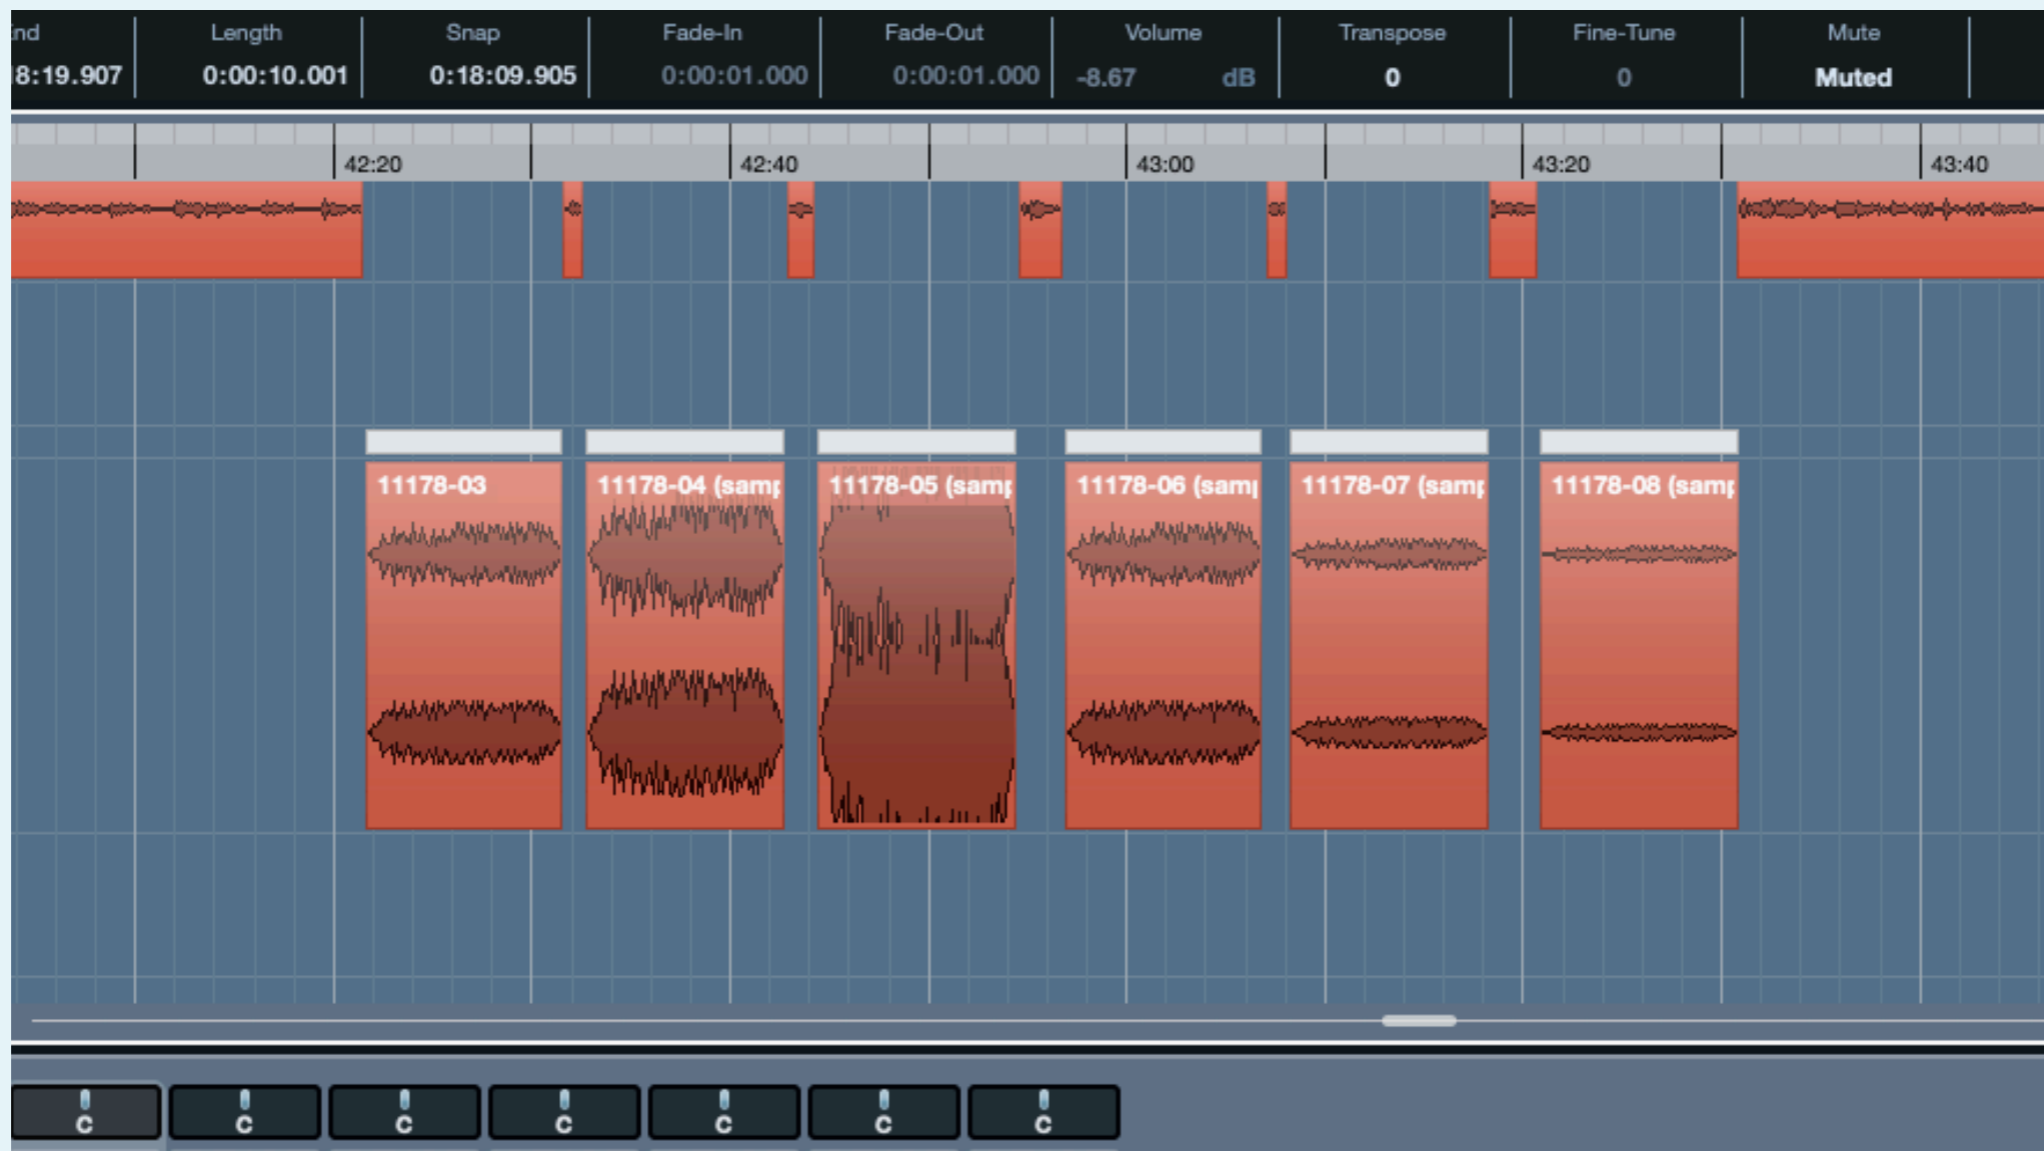 nd Length Snap Fade-In Fade-Out Volume Transpose Fine-Tune Mute
8:19.907 0:00:10.001 0:18:09.905 0:00:01.000 0:00:01.000 -8.67 dB 0 0 Muted
42:20 42:40 43:00 43:20 43:40
11178-03 11178-04 (samp 11178-05 (samp 11178-06 (samp 11178-07 (samp 11178-08 (samp
C C C C C C C